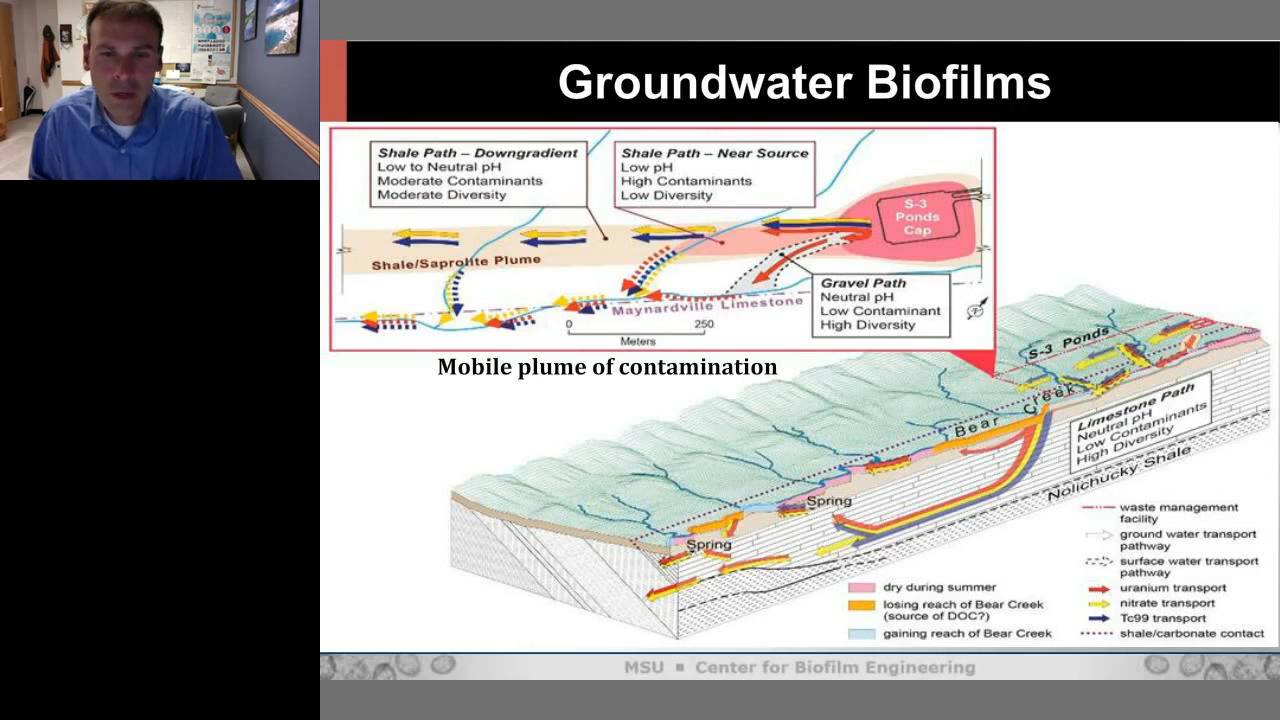 Groundwater Biofilms
Shale Path – Downgradient
Low to Neutral pH
Moderate Contaminants
Moderate Diversity
Shale Path – Near Source
Low pH
High Contaminants
Low Diversity
S-3
Ponds
Cap
Shale/Saprolite Plume
Gravel Path
Neutral pH
Low Contaminant
High Diversity
Maynardville Limestone
0 250
Meters
Mobile plume of contamination
S-3 Ponds
Bear Creek
Limestone Path
Neutral pH
Low Contaminants
High Diversity
Nolichucky Shale
Spring
Spring
waste management
facility
ground water transport
pathway
surface water transport
pathway
uranium transport
nitrate transport
Tc99 transport
shale/carbonate contact
dry during summer
losing reach of Bear Creek
(source of DOC?)
gaining reach of Bear Creek
MSU ▪ Center for Biofilm Engineering